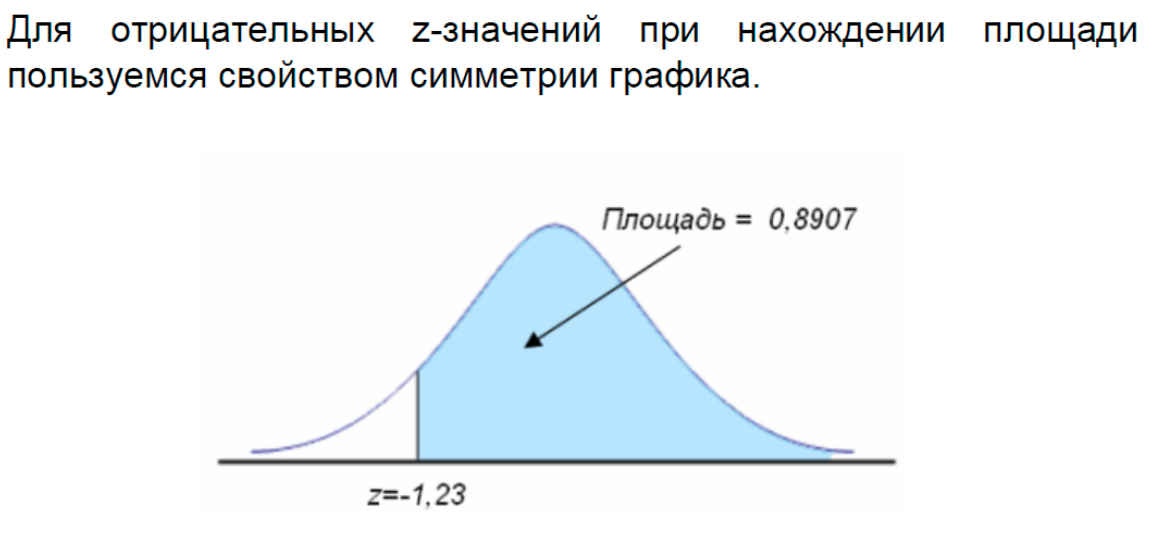 Для отрицательных z-значений при нахождении площади
пользуемся свойством симметрии графика.
Площадь = 0,8907
z=-1,23